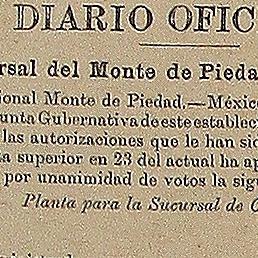 DIARIO OFIC
rsal del Monte de Pieda
ional Monte de Piedad.—Méxic
unta Gubernativa de este establec
las autorizaciones que le han sid
a superior en 23 del actual ha ap
por unanimidad de votos la sigu
Planta para la Sucursal de C